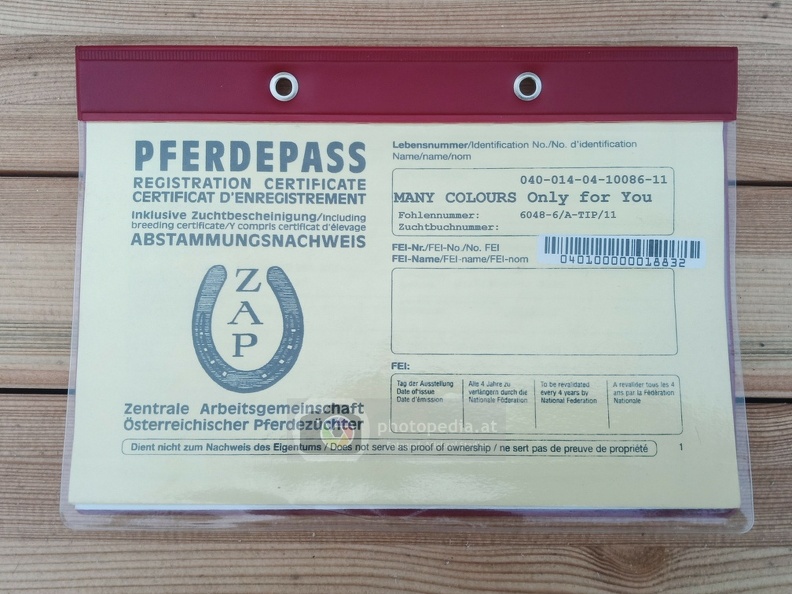 PFERDEPASS
REGISTRATION CERTIFICATE
CERTIFICAT D'ENREGISTREMENT
Inklusive Zuchtbescheinigung/Including
breeding certificate/Y compris certificat d'élevage
ABSTAMMUNGSNACHWEIS
ZAP
Zentrale Arbeitsgemeinschaft
Österreichischer Pferdezüchter
Lebensnummer/Identification No./No. d'identification
Name/name/nom
040-014-04-10086-11
MANY COLOURS Only for You
Fohlennummer: 6048-6/A-TIP/11
Zuchtbuchnummer:
FEI-Nr./FEI-No./No. FEI
FEI-Name/FEI-name/FEI-nom
040100000018832
FEI:
Tag der Ausstellung
Date of issue
Date d'émission
Alle 4 Jahre zu
verlängern durch die
Nationale Föderation
To be revalidated
every 4 years by
National Federation
A revalider tous les 4
ans par la Fédération
Nationale
photopedia.at
Dient nicht zum Nachweis des Eigentums / Does not serve as proof of ownership / ne sert pas de preuve de propriété
1